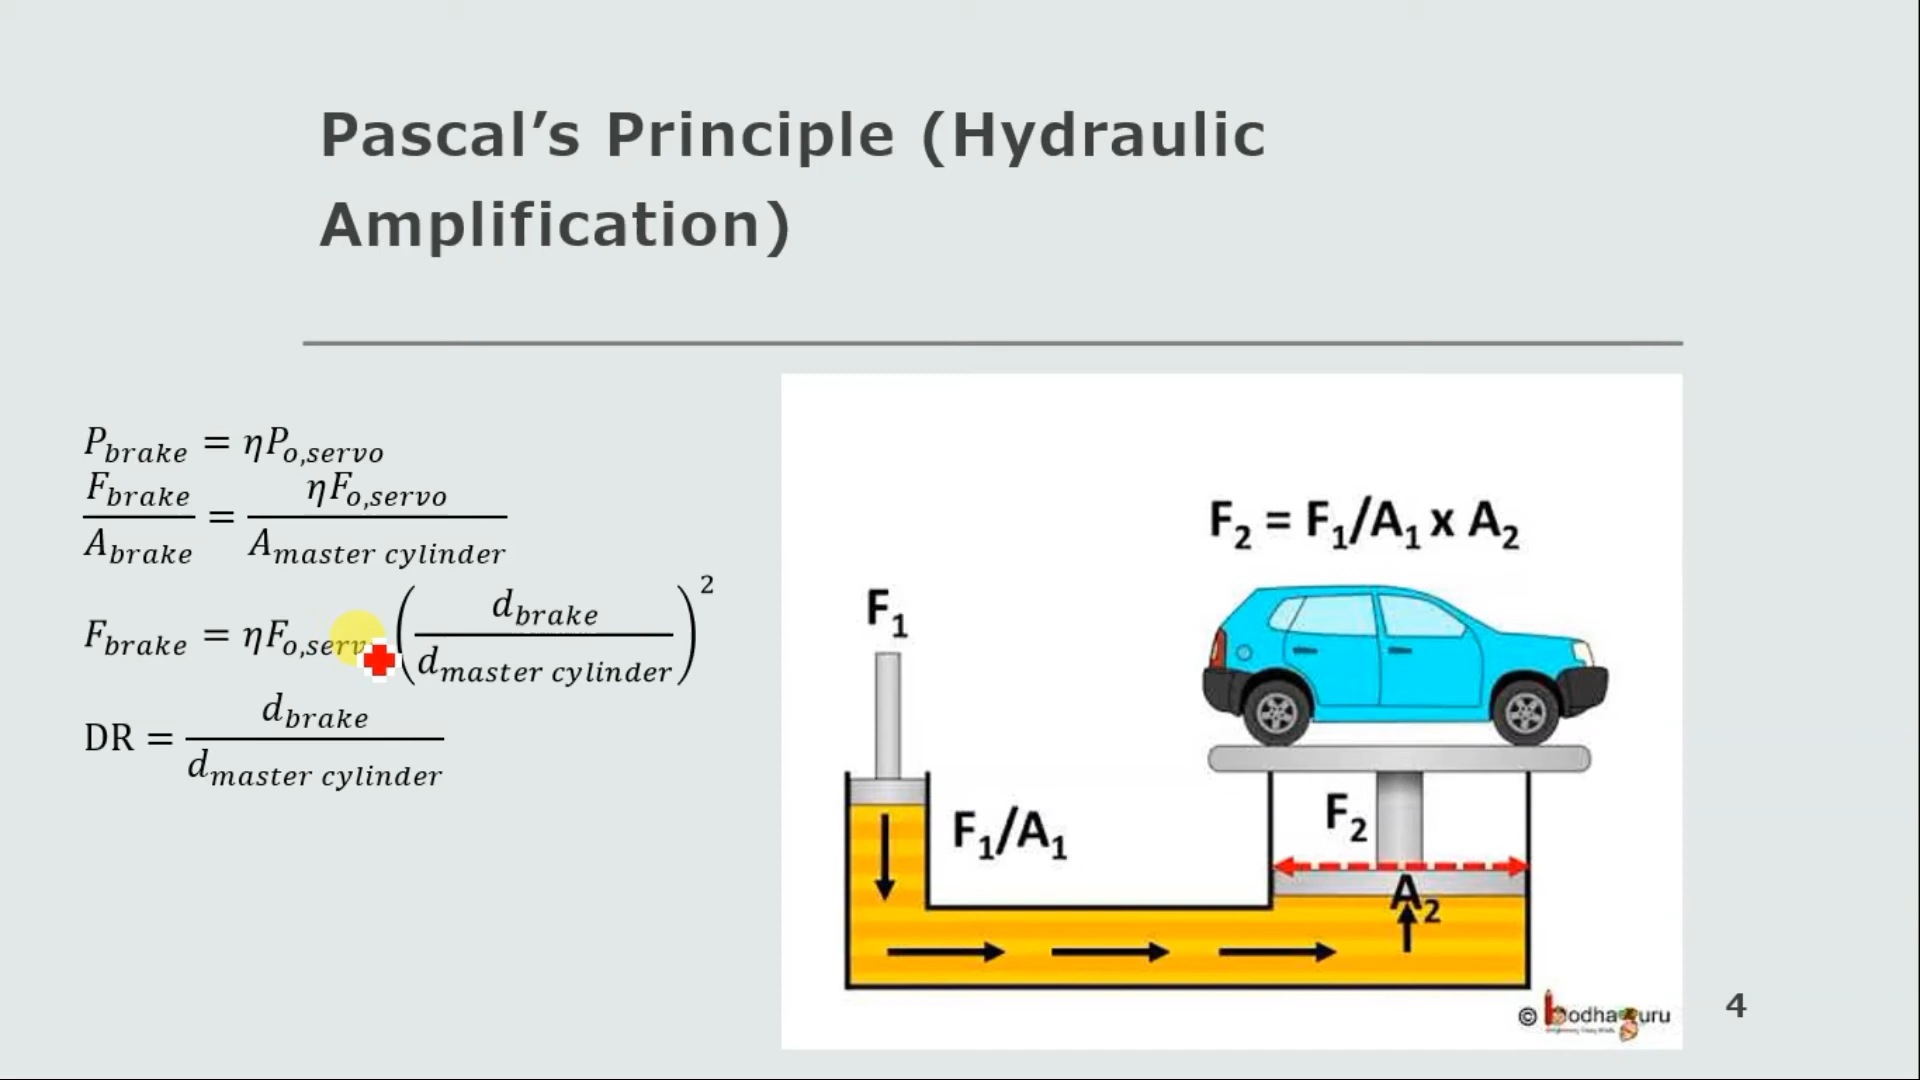 Pascal’s Principle (Hydraulic
Amplification)
P_brake = ηP_o,servo
F_brake / A_brake = ηF_o,servo / A_master cylinder
F_brake = ηF_o,serv (d_brake / d_master cylinder)²
DR = d_brake / d_master cylinder
F₂ = F₁/A₁ x A₂
F₁
F₁/A₁
F₂
A₂
© bodhaguru
4